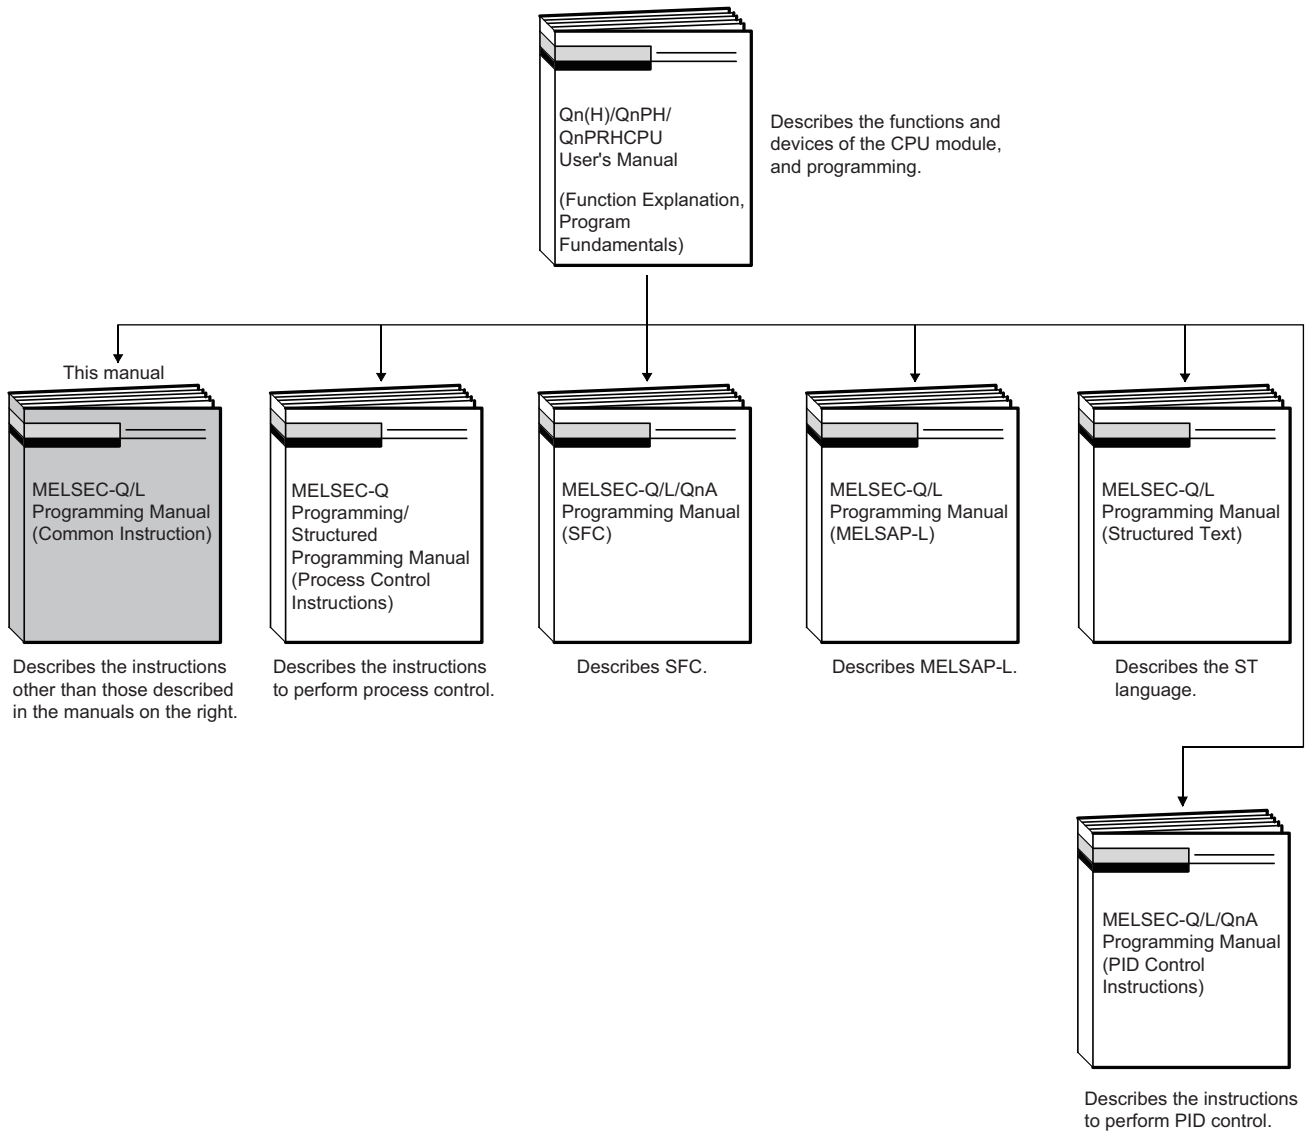 Qn(H)/QnPH/
QnPRHCPU
User's Manual
(Function Explanation,
Program
Fundamentals)
Describes the functions and
devices of the CPU module,
and programming.
This manual
MELSEC-Q/L
Programming Manual
(Common Instruction)
Describes the instructions
other than those described
in the manuals on the right.
MELSEC-Q
Programming/
Structured
Programming Manual
(Process Control
Instructions)
Describes the instructions
to perform process control.
MELSEC-Q/L/QnA
Programming Manual
(SFC)
Describes SFC.
MELSEC-Q/L
Programming Manual
(MELSAP-L)
Describes MELSAP-L.
MELSEC-Q/L
Programming Manual
(Structured Text)
Describes the ST
language.
MELSEC-Q/L/QnA
Programming Manual
(PID Control
Instructions)
Describes the instructions
to perform PID control.